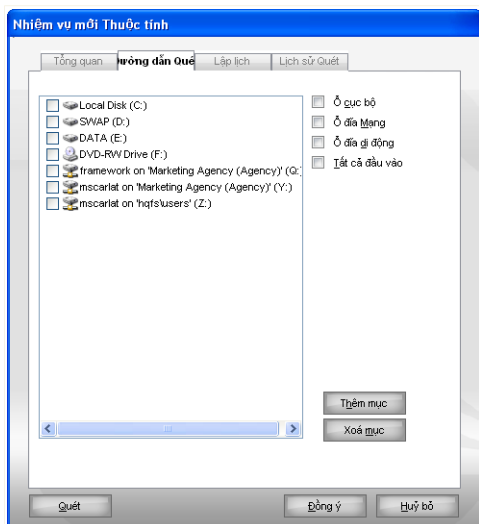 Nhiệm vụ mới Thuộc tính
Tổng quan
ường dẫn Qué
Lập lịch
Lịch sử Quét
Local Disk (C:)
SWAP (D:)
DATA (E:)
DVD-RW Drive (F:)
framework on 'Marketing Agency (Agency)' (Q:
mscarlat on 'Marketing Agency (Agency)' (Y:)
mscarlat on 'hqfs\users' (Z:)
Ổ cục bộ
Ổ đĩa Mạng
Ổ đĩa di động
Tất cả đầu vào
Thêm mục
Xoá mục
Quét
Đồng ý
Huỷ bỏ